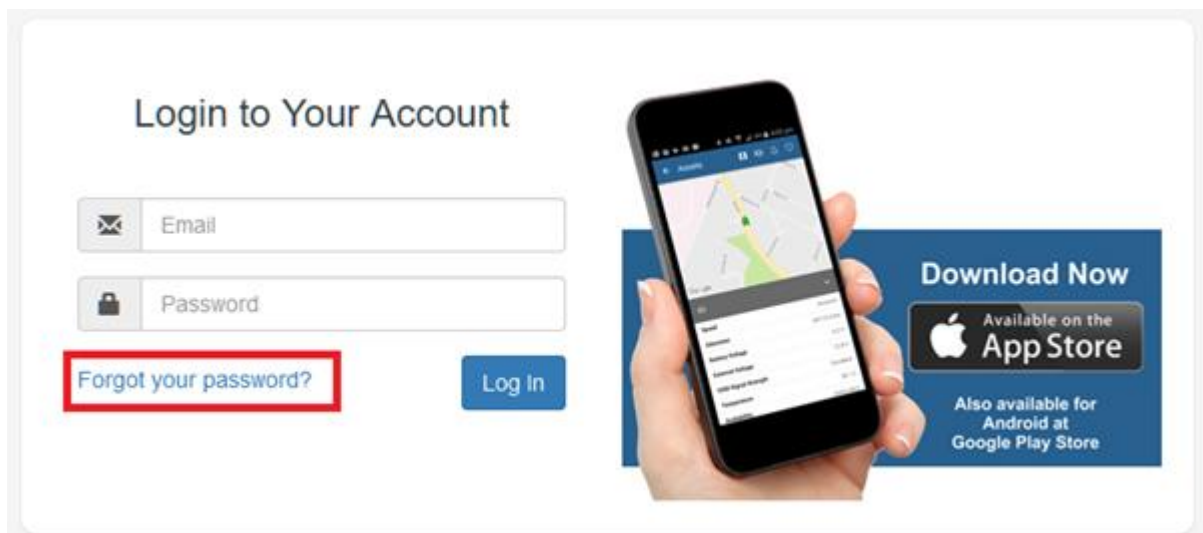 Login to Your Account
Email
Password
Forgot your password?
Log In
Assets
Download Now
Available on the
App Store
Also available for
Android at
Google Play Store